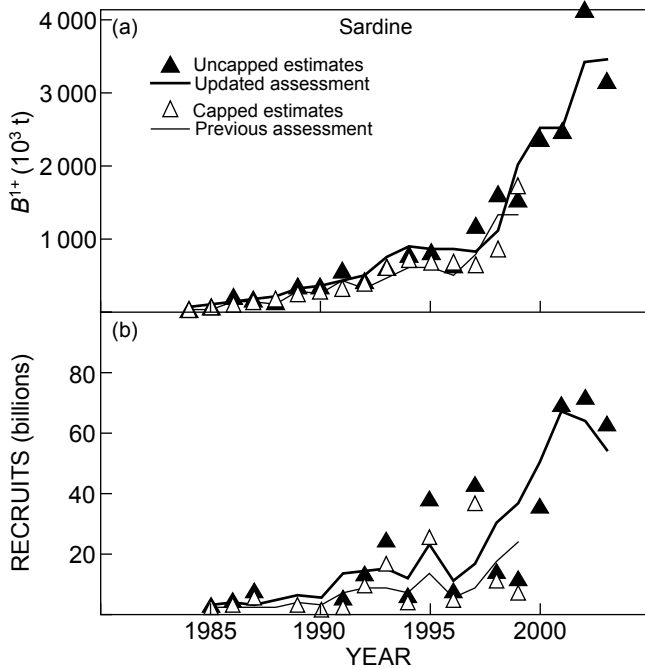 (a) Sardine
Uncapped estimates
Updated assessment
Capped estimates
Previous assessment
4 000
3 000
2 000
1 000
B¹⁺ (10³ t)
(b)
80
60
40
20
RECRUITS (billions)
1985 1990 1995 2000
YEAR